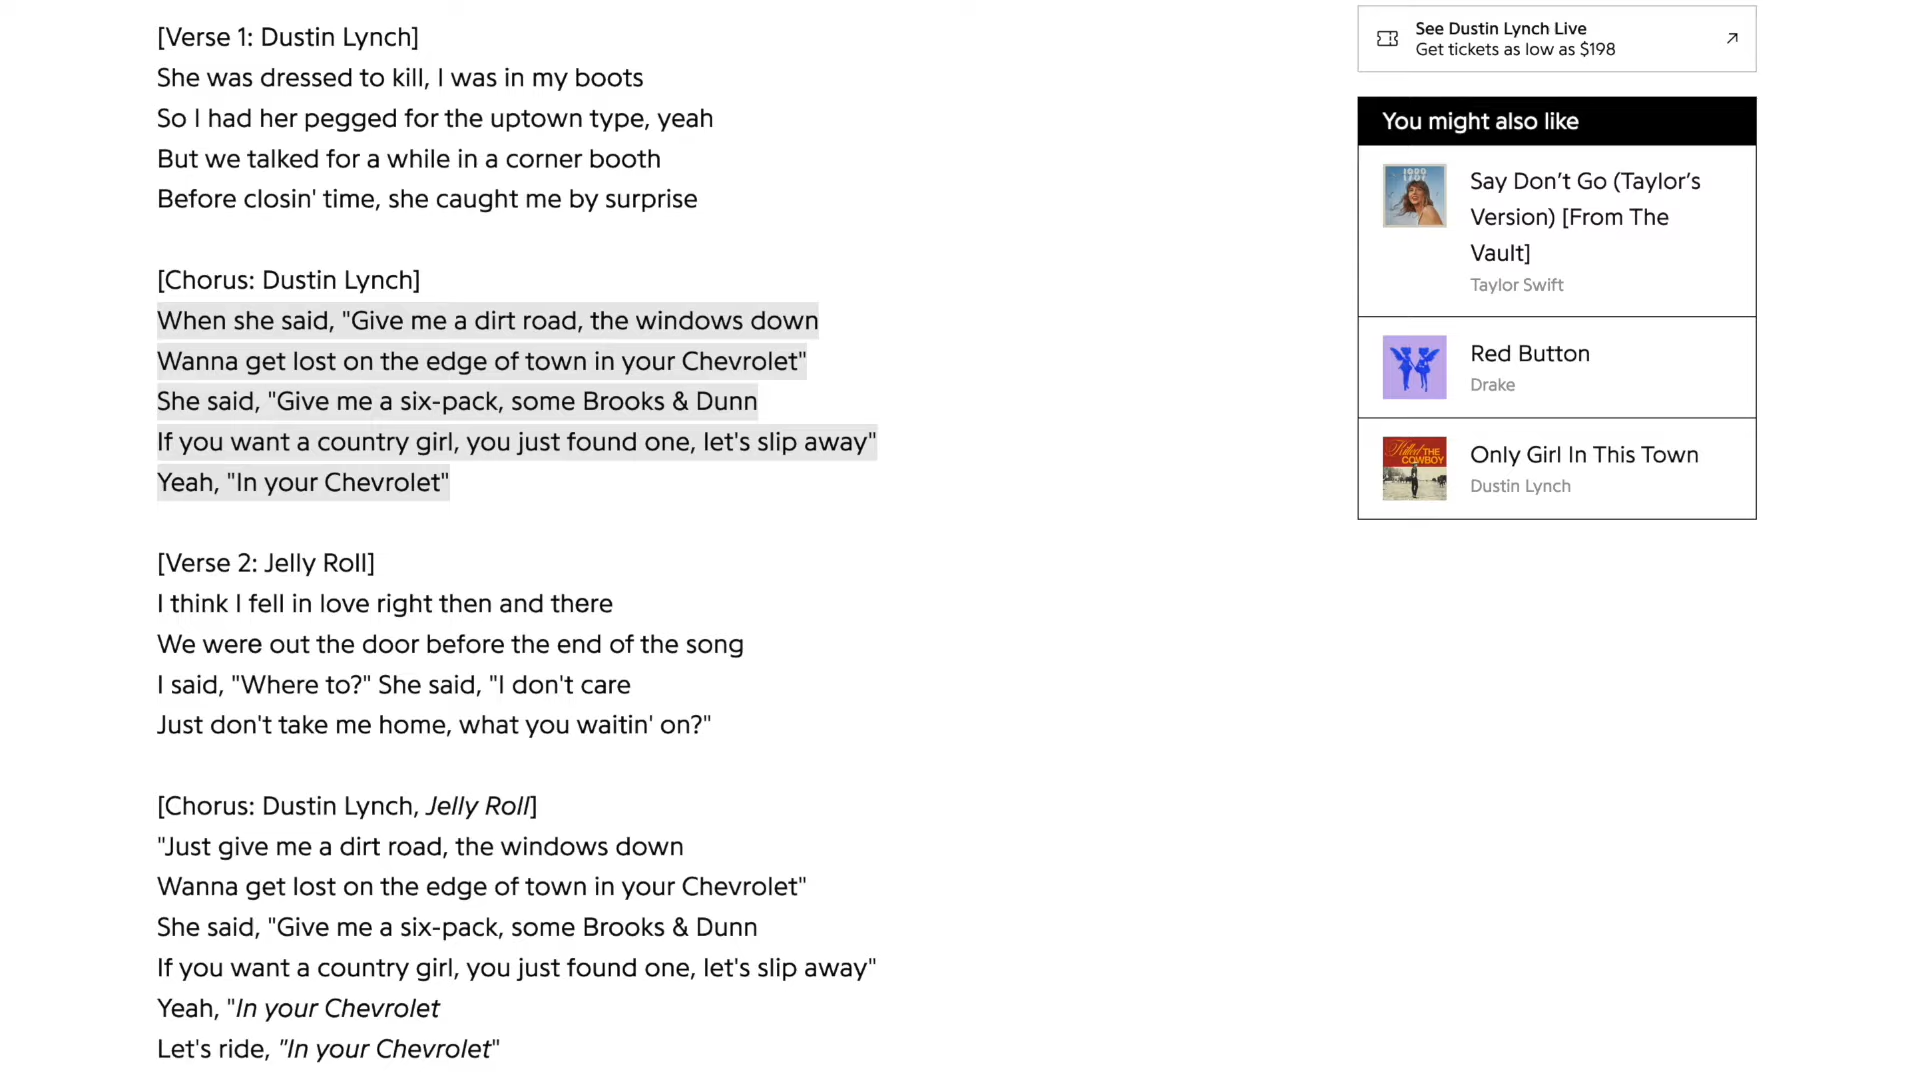 [Verse 1: Dustin Lynch]
She was dressed to kill, I was in my boots
So I had her pegged for the uptown type, yeah
But we talked for a while in a corner booth
Before closin' time, she caught me by surprise
[Chorus: Dustin Lynch]
When she said, "Give me a dirt road, the windows down
Wanna get lost on the edge of town in your Chevrolet"
She said, "Give me a six-pack, some Brooks & Dunn
If you want a country girl, you just found one, let's slip away"
Yeah, "In your Chevrolet"
[Verse 2: Jelly Roll]
I think I fell in love right then and there
We were out the door before the end of the song
I said, "Where to?" She said, "I don't care
Just don't take me home, what you waitin' on?"
[Chorus: Dustin Lynch, Jelly Roll]
"Just give me a dirt road, the windows down
Wanna get lost on the edge of town in your Chevrolet"
She said, "Give me a six-pack, some Brooks & Dunn
If you want a country girl, you just found one, let's slip away"
Yeah, "In your Chevrolet
Let's ride, "In your Chevrolet"
See Dustin Lynch Live
Get tickets as low as $198
You might also like
Say Don’t Go (Taylor’s
Version) [From The
Vault]
Taylor Swift
Red Button
Drake
Killed THE
COWBOY
Only Girl In This Town
Dustin Lynch